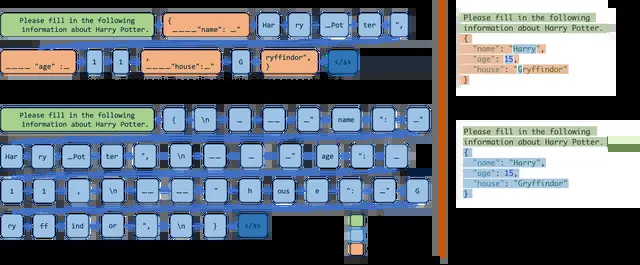 Please fill in the following information about Harry Potter. { ____"name": _" Har ry _Pot ter ",
____ "age" :_ 1 1 , ____"house":_" G ryffindor", } </s>
Please fill in the following information about Harry Potter. { \n __ _" name ": _"
Har ry _Pot ter ", \n __ _" age ": _
1 1 , \n __ __ " h ous e ": _" G
ry ff ind or ", \n } </s>
Please fill in the following
information about Harry Potter.
{
"name": "Harry",
"age": 15,
"house": "Gryffindor"
}
Please fill in the following
information about Harry Potter.
{
"name": "Harry",
"age": 15,
"house": "Gryffindor"
}